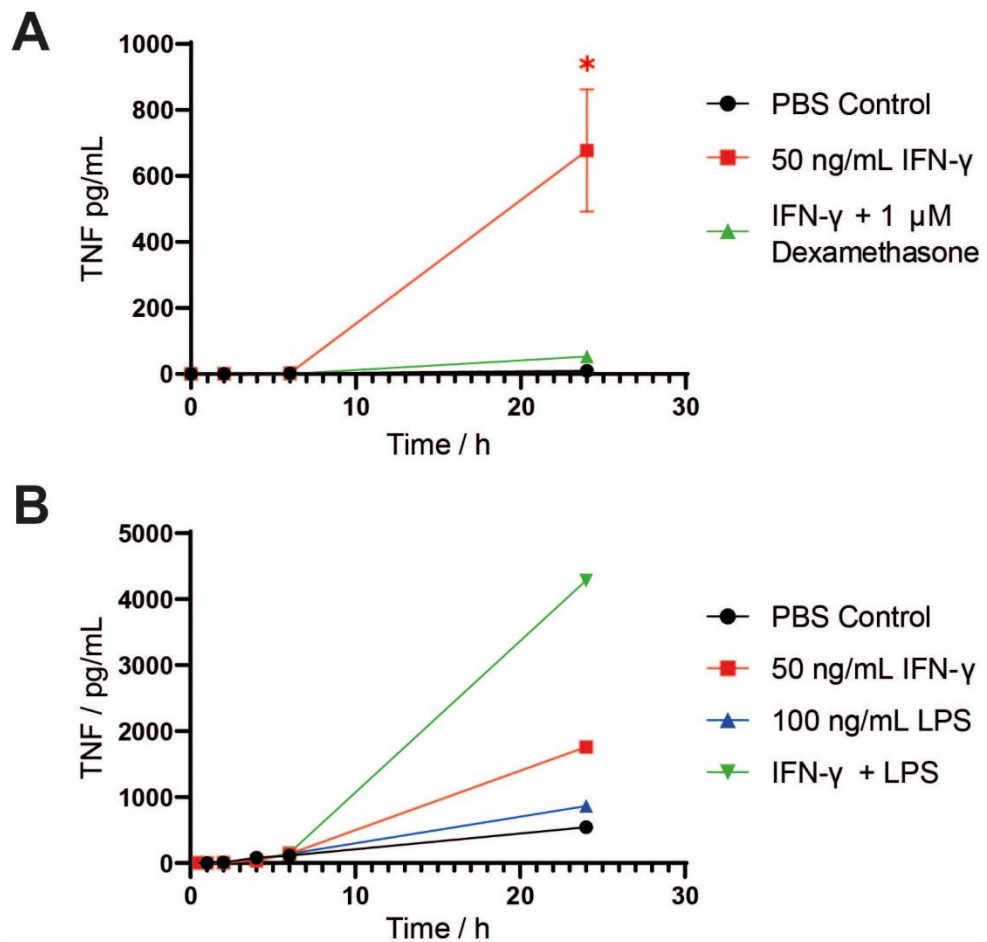 A
1000
800
600
400
200
0
TNF pg/mL
*
0 10 20 30
Time / h
PBS Control
50 ng/mL IFN-γ
IFN-γ + 1 µM
Dexamethasone
B
5000
4000
3000
2000
1000
0
TNF / pg/mL
0 10 20 30
Time / h
PBS Control
50 ng/mL IFN-γ
100 ng/mL LPS
IFN-γ + LPS